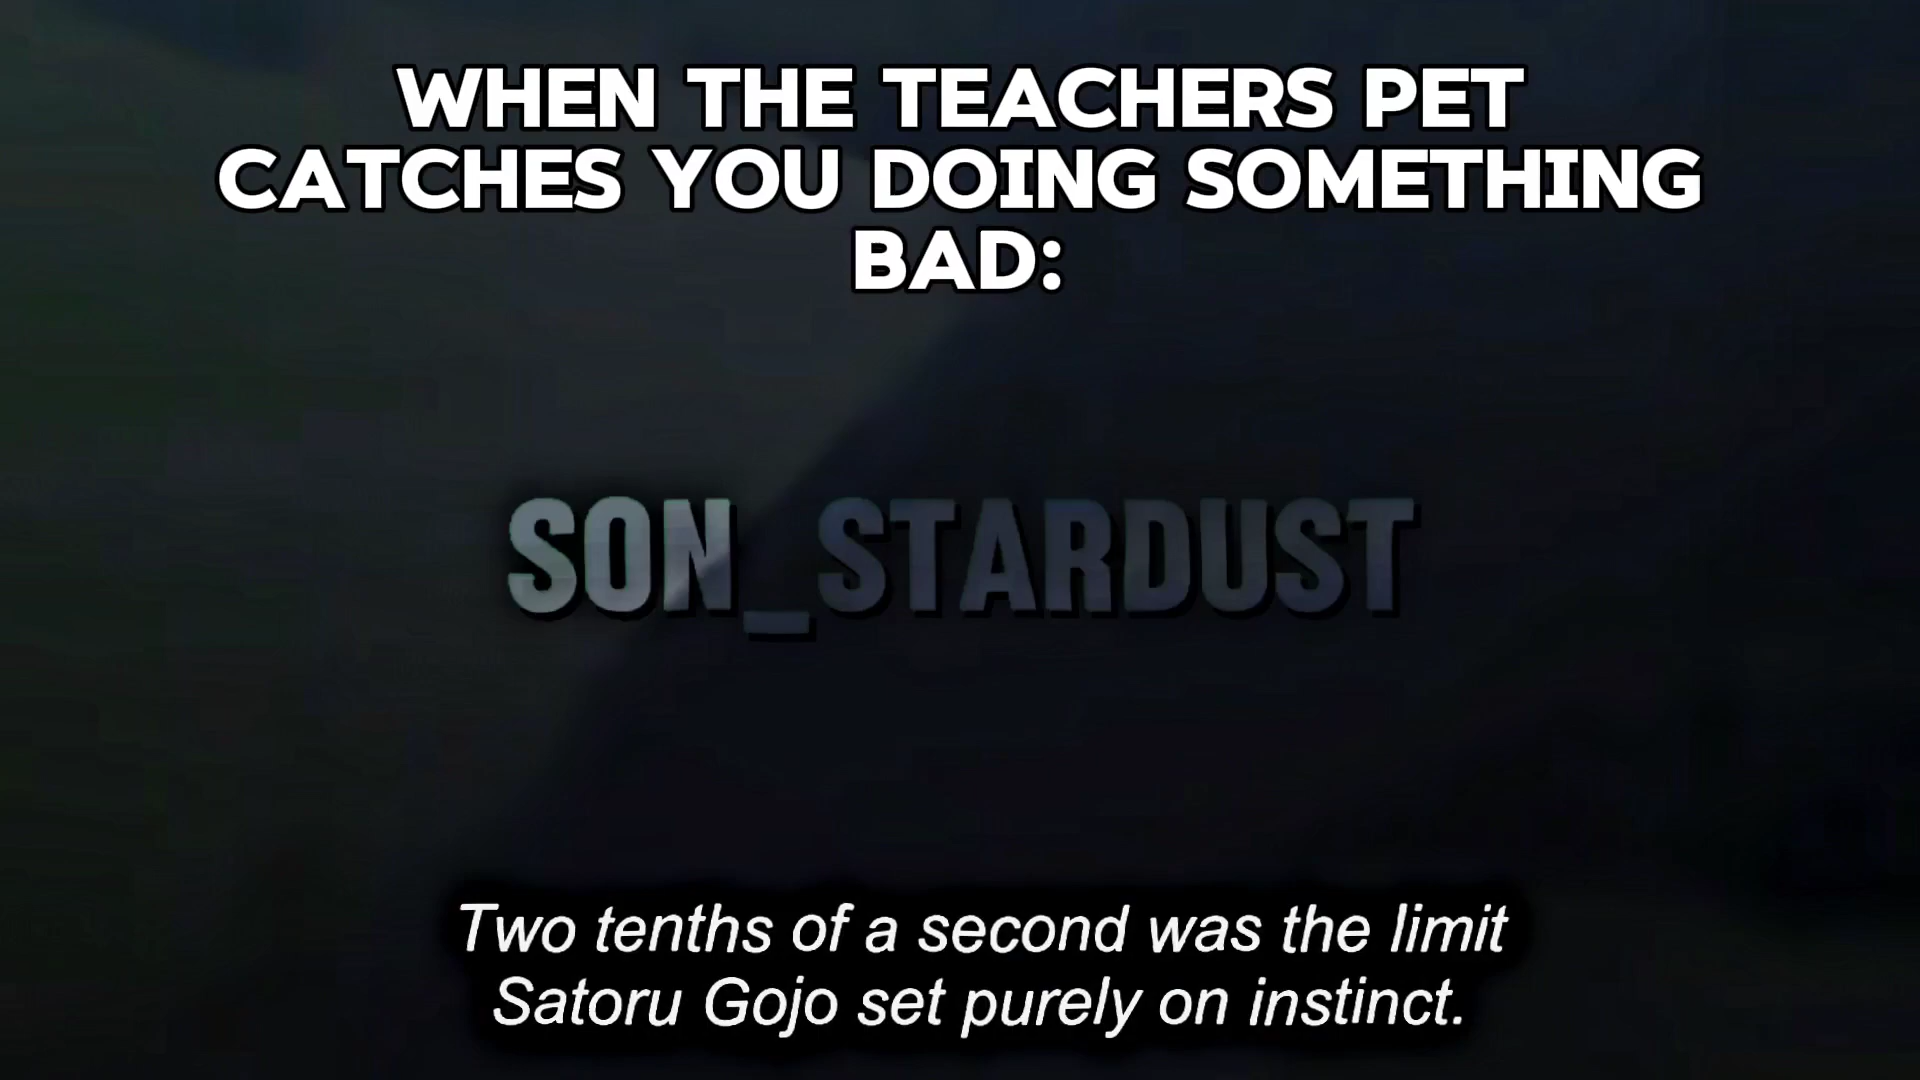 WHEN THE TEACHERS PET
CATCHES YOU DOING SOMETHING
BAD:
SON_STARDUST
Two tenths of a second was the limit
Satoru Gojo set purely on instinct.